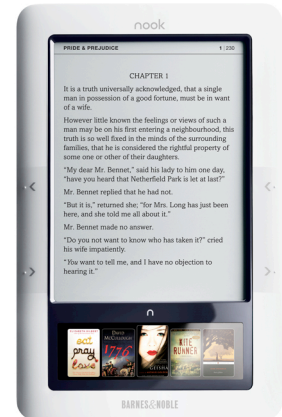 nook
PRIDE & PREJUDICE 1 | 230
CHAPTER 1
It is a truth universally acknowledged, that a single
man in possession of a good fortune, must be in want
of a wife.
However little known the feelings or views of such a
man may be on his first entering a neighbourhood, this
truth is so well fixed in the minds of the surrounding
families, that he is considered the rightful property of
some one or other of their daughters.
"My dear Mr. Bennet," said his lady to him one day,
"have you heard that Netherfield Park is let at last?"
Mr. Bennet replied that he had not.
"But it is," returned she; "for Mrs. Long has just been
here, and she told me all about it."
Mr. Bennet made no answer.
"Do you not want to know who has taken it?" cried
his wife impatiently.
"You want to tell me, and I have no objection to
hearing it."
n
eat
pray
love
DAVID
McCULLOUGH
1776
GEISHA
KITE
RUNNER
BARNES&NOBLE